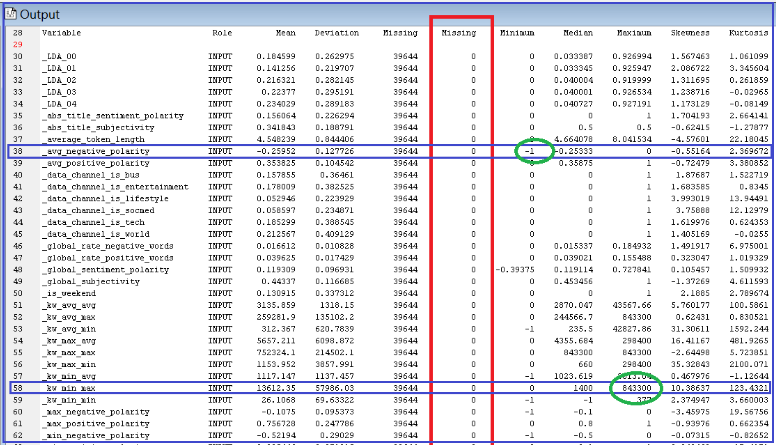 Output
28 Variable Role Mean Deviation Missing Missing Minimum Median Maximum Skewness Kurtosis
29
30 _LDA_00 INPUT 0.184599 0.262975 39644 0 0 0.033387 0.926994 1.567463 1.061099
31 _LDA_01 INPUT 0.141256 0.219707 39644 0 0 0.033345 0.925947 2.086722 3.345604
32 _LDA_02 INPUT 0.216321 0.282145 39644 0 0 0.040004 0.919999 1.311695 0.261859
33 _LDA_03 INPUT 0.22377 0.295191 39644 0 0 0.040001 0.926534 1.238716 -0.02965
34 _LDA_04 INPUT 0.234029 0.289183 39644 0 0 0.040727 0.927191 1.173129 -0.08149
35 _abs_title_sentiment_polarity INPUT 0.156064 0.226294 39644 0 0 0 1 1.704193 2.664141
36 _abs_title_subjectivity INPUT 0.341843 0.188791 39644 0 0 0.5 0.5 -0.62415 -1.27877
37 _average_token_length INPUT 4.548239 0.844406 39644 0 0 4.664078 8.041534 -4.57601 22.18045
38 _avg_negative_polarity INPUT -0.25952 0.127726 39644 0 -1 -0.25333 0 -0.55164 2.369672
39 _avg_positive_polarity INPUT 0.353825 0.104542 39644 0 0 0.35875 1 -0.72479 3.380852
40 _data_channel_is_bus INPUT 0.157855 0.36461 39644 0 0 0 1 1.87687 1.522719
41 _data_channel_is_entertainment INPUT 0.178009 0.382525 39644 0 0 0 1 1.683585 0.8345
42 _data_channel_is_lifestyle INPUT 0.052946 0.223929 39644 0 0 0 1 3.993019 13.94491
43 _data_channel_is_socmed INPUT 0.058597 0.234871 39644 0 0 0 1 3.75888 12.12979
44 _data_channel_is_tech INPUT 0.185299 0.388545 39644 0 0 0 1 1.619976 0.624353
45 _data_channel_is_world INPUT 0.212567 0.409129 39644 0 0 0 1 1.405169 -0.0255
46 _global_rate_negative_words INPUT 0.016612 0.010828 39644 0 0 0.015337 0.184932 1.491917 6.975001
47 _global_rate_positive_words INPUT 0.039625 0.017429 39644 0 0 0.039021 0.155488 0.323047 1.019329
48 _global_sentiment_polarity INPUT 0.119309 0.096931 39644 0 -0.39375 0.119114 0.727841 0.105457 1.509932
49 _global_subjectivity INPUT 0.44337 0.116685 39644 0 0 0.453456 1 -1.37269 4.611593
50 _is_weekend INPUT 0.130915 0.337312 39644 0 0 0 1 2.1885 2.789674
51 _kw_avg_avg INPUT 3135.859 1318.15 39644 0 0 2870.047 43567.66 5.760177 100.5861
52 _kw_avg_max INPUT 259281.9 135102.2 39644 0 0 244566.7 843300 0.62431 0.830521
53 _kw_avg_min INPUT 312.367 620.7839 39644 0 -1 235.5 42827.86 31.30611 1592.244
54 _kw_max_avg INPUT 5657.211 6098.872 39644 0 0 4355.684 298400 16.41167 481.9265
55 _kw_max_max INPUT 752324.1 214502.1 39644 0 0 843300 843300 -2.64498 5.723851
56 _kw_max_min INPUT 1153.952 3857.991 39644 0 0 660 298400 35.32843 2100.071
57 _kw_min_avg INPUT 1117.147 1137.457 39644 0 -1 1023.619 0.467976 -1.12644
58 _kw_min_max INPUT 13612.35 57986.03 39644 0 0 1400 843300 10.38637 123.4321
59 _kw_min_min INPUT 26.1068 69.63322 39644 0 -1 -1 377 2.374947 3.660003
60 _max_negative_polarity INPUT -0.1075 0.095373 39644 0 -1 -0.1 0 -3.45975 19.56756
61 _max_positive_polarity INPUT 0.756728 0.247786 39644 0 0 0.8 1 -0.93976 0.662354
62 _min_negative_polarity INPUT -0.52194 0.29029 39644 0 -1 -0.5 0 -0.07315 -0.82652